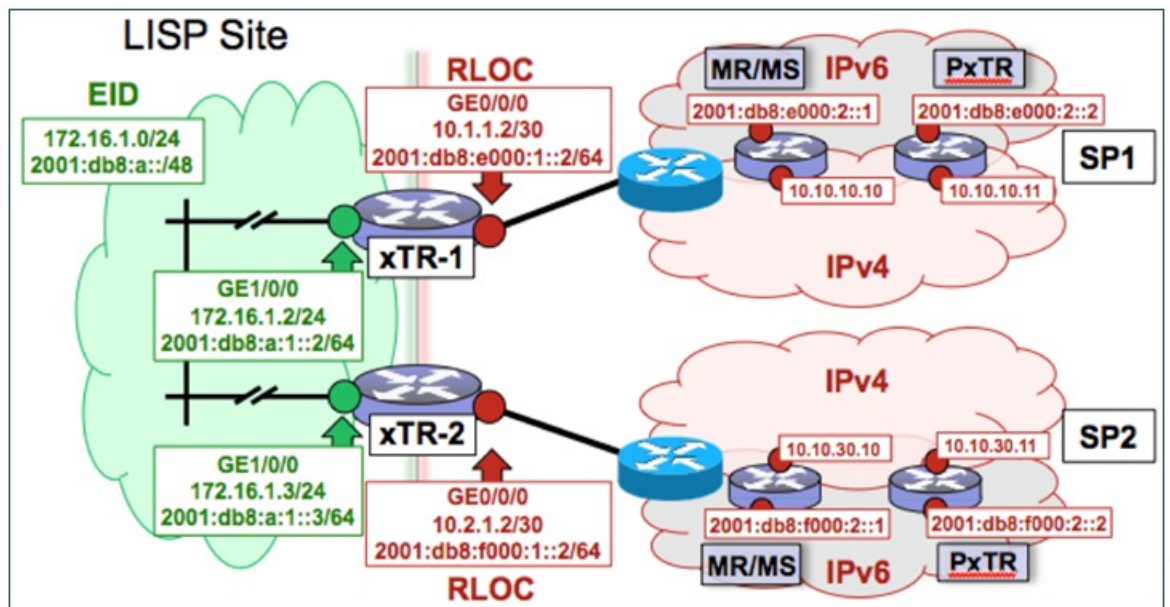 LISP Site
EID
172.16.1.0/24
2001:db8:a::/48
RLOC
GE0/0/0
10.1.1.2/30
2001:db8:e000:1::2/64
xTR-1
GE1/0/0
172.16.1.2/24
2001:db8:a:1::2/64
MR/MS
IPv6
PxTR
2001:db8:e000:2::1
2001:db8:e000:2::2
SP1
10.10.10.10
10.10.10.11
IPv4
xTR-2
GE1/0/0
172.16.1.3/24
2001:db8:a:1::3/64
GE0/0/0
10.2.1.2/30
2001:db8:f000:1::2/64
RLOC
IPv4
10.10.30.10
10.10.30.11
SP2
2001:db8:f000:2::1
2001:db8:f000:2::2
MR/MS
IPv6
PxTR